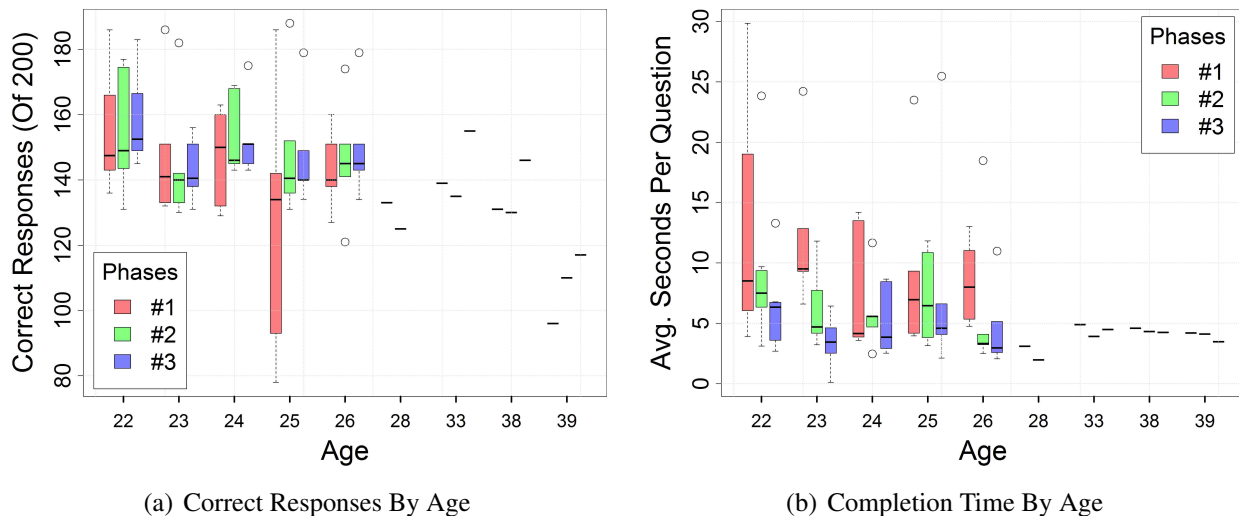 Correct Responses (Of 200)
180
160
140
120
100
80
Phases
#1
#2
#3
22 23 24 25 26 28 33 38 39
Age
(a) Correct Responses By Age
Avg. Seconds Per Question
30
25
20
15
10
5
0
Phases
#1
#2
#3
22 23 24 25 26 28 33 38 39
Age
(b) Completion Time By Age